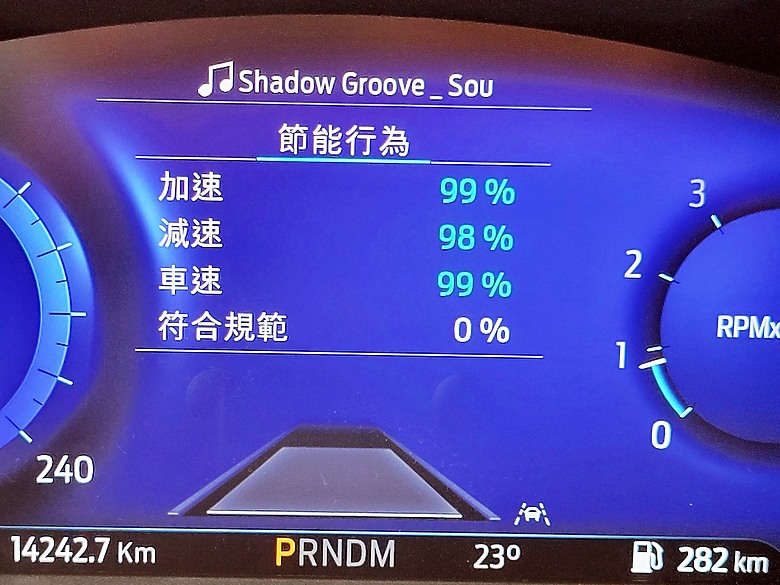 Shadow Groove _ Sou
節能行為
加速 99 %
減速 98 %
車速 99 %
符合規範 0 %
3
2
1
0
RPMx
240
14242.7 Km PRNDM 23º 282 km